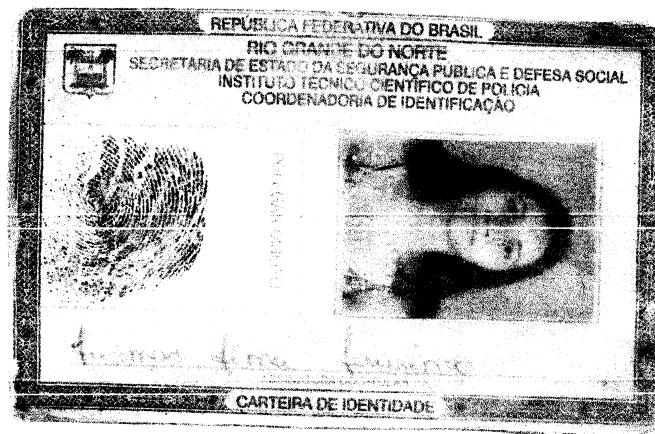 REPÚBLICA FEDERATIVA DO BRASIL
RIO GRANDE DO NORTE
SECRETARIA DE ESTADO DA SEGURANÇA PÚBLICA E DEFESA SOCIAL
INSTITUTO TÉCNICO CIENTÍFICO DE POLÍCIA
COORDENADORIA DE IDENTIFICAÇÃO
CARTEIRA DE IDENTIDADE